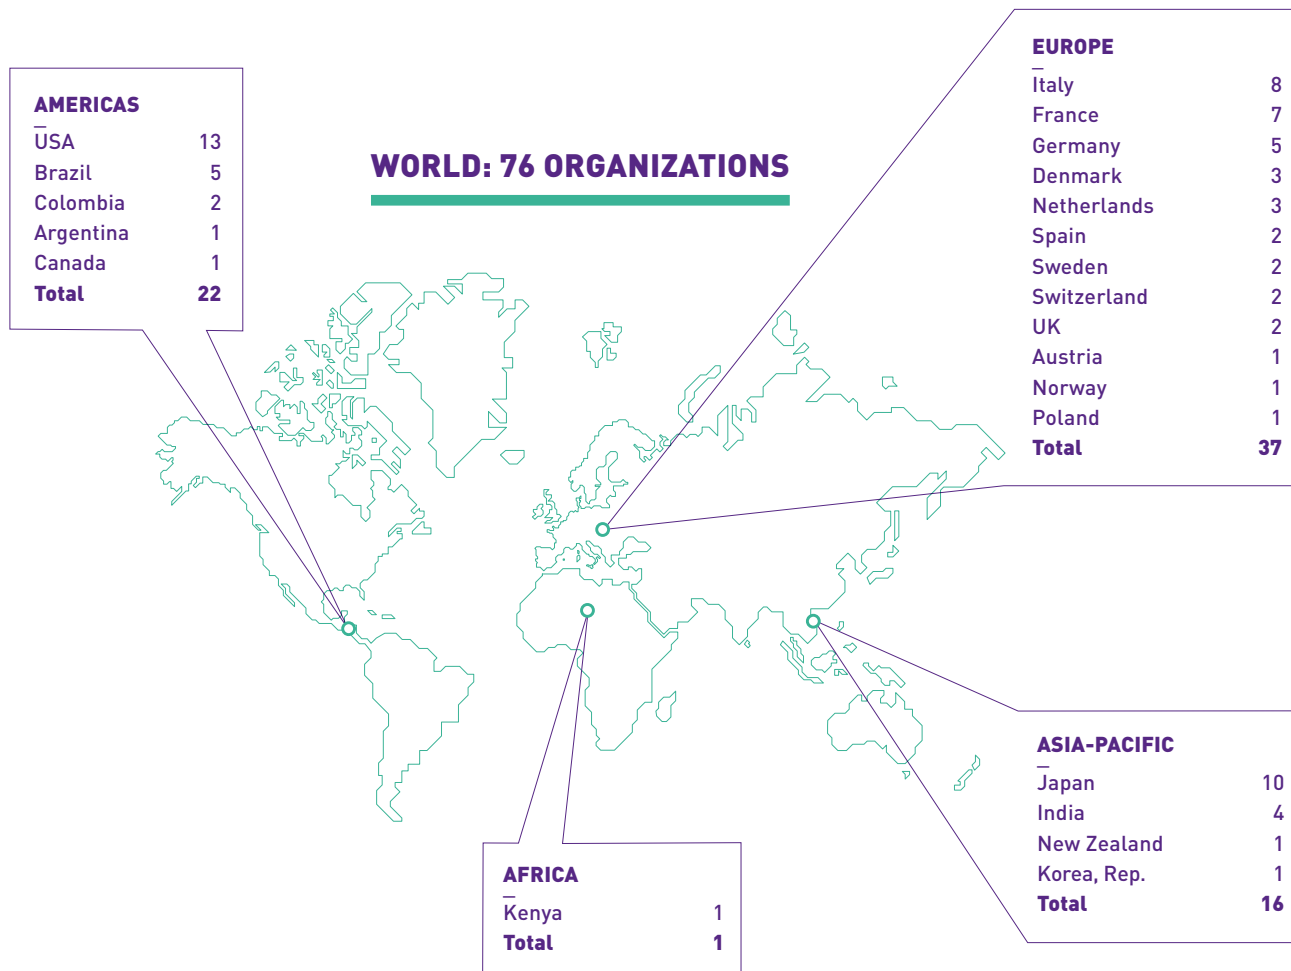 WORLD: 76 ORGANIZATIONS
AMERICAS
USA 13
Brazil 5
Colombia 2
Argentina 1
Canada 1
Total 22
EUROPE
Italy 8
France 7
Germany 5
Denmark 3
Netherlands 3
Spain 2
Sweden 2
Switzerland 2
UK 2
Austria 1
Norway 1
Poland 1
Total 37
AFRICA
Kenya 1
Total 1
ASIA-PACIFIC
Japan 10
India 4
New Zealand 1
Korea, Rep. 1
Total 16